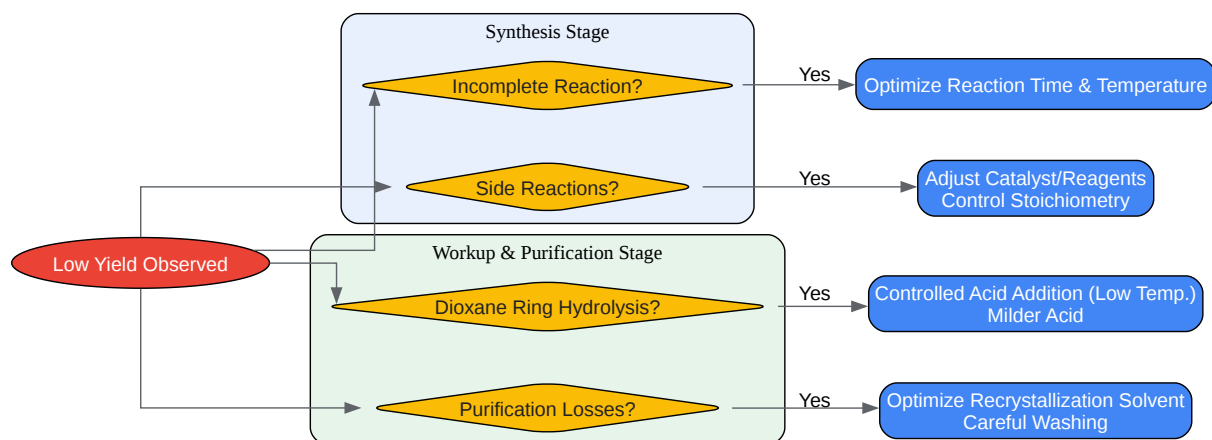 Synthesis Stage
Incomplete Reaction?
Yes
Optimize Reaction Time & Temperature
Side Reactions?
Yes
Adjust Catalyst/Reagents
Control Stoichiometry
Low Yield Observed
Workup & Purification Stage
Dioxane Ring Hydrolysis?
Yes
Controlled Acid Addition (Low Temp.)
Milder Acid
Purification Losses?
Yes
Optimize Recrystallization Solvent
Careful Washing